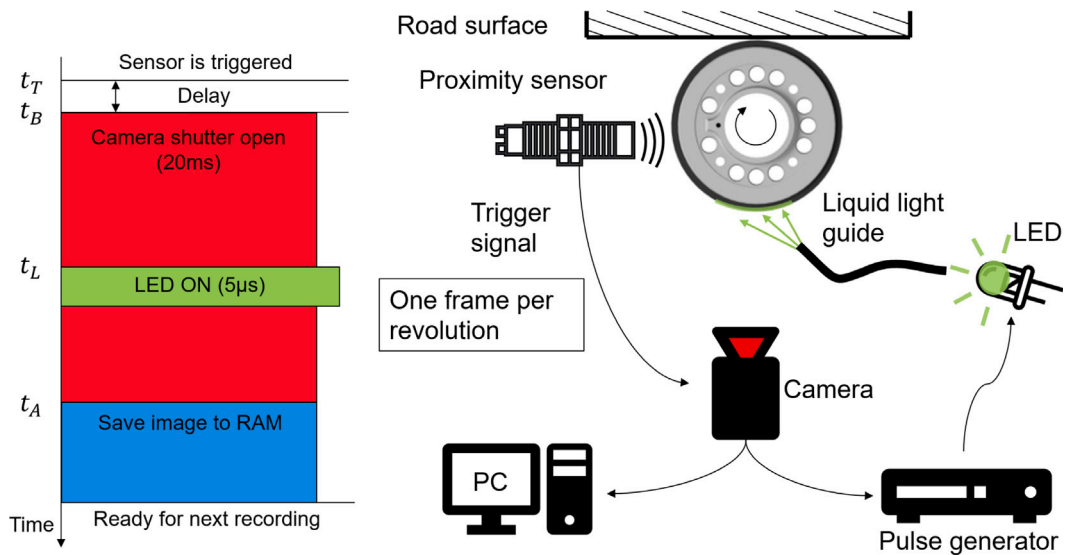 Sensor is triggered
t_T
Delay
t_B
Camera shutter open
(20ms)
t_L
LED ON (5µs)
t_A
Save image to RAM
Time
Ready for next recording
Road surface
Proximity sensor
Trigger
signal
One frame per
revolution
Liquid light
guide
LED
Camera
PC
Pulse generator